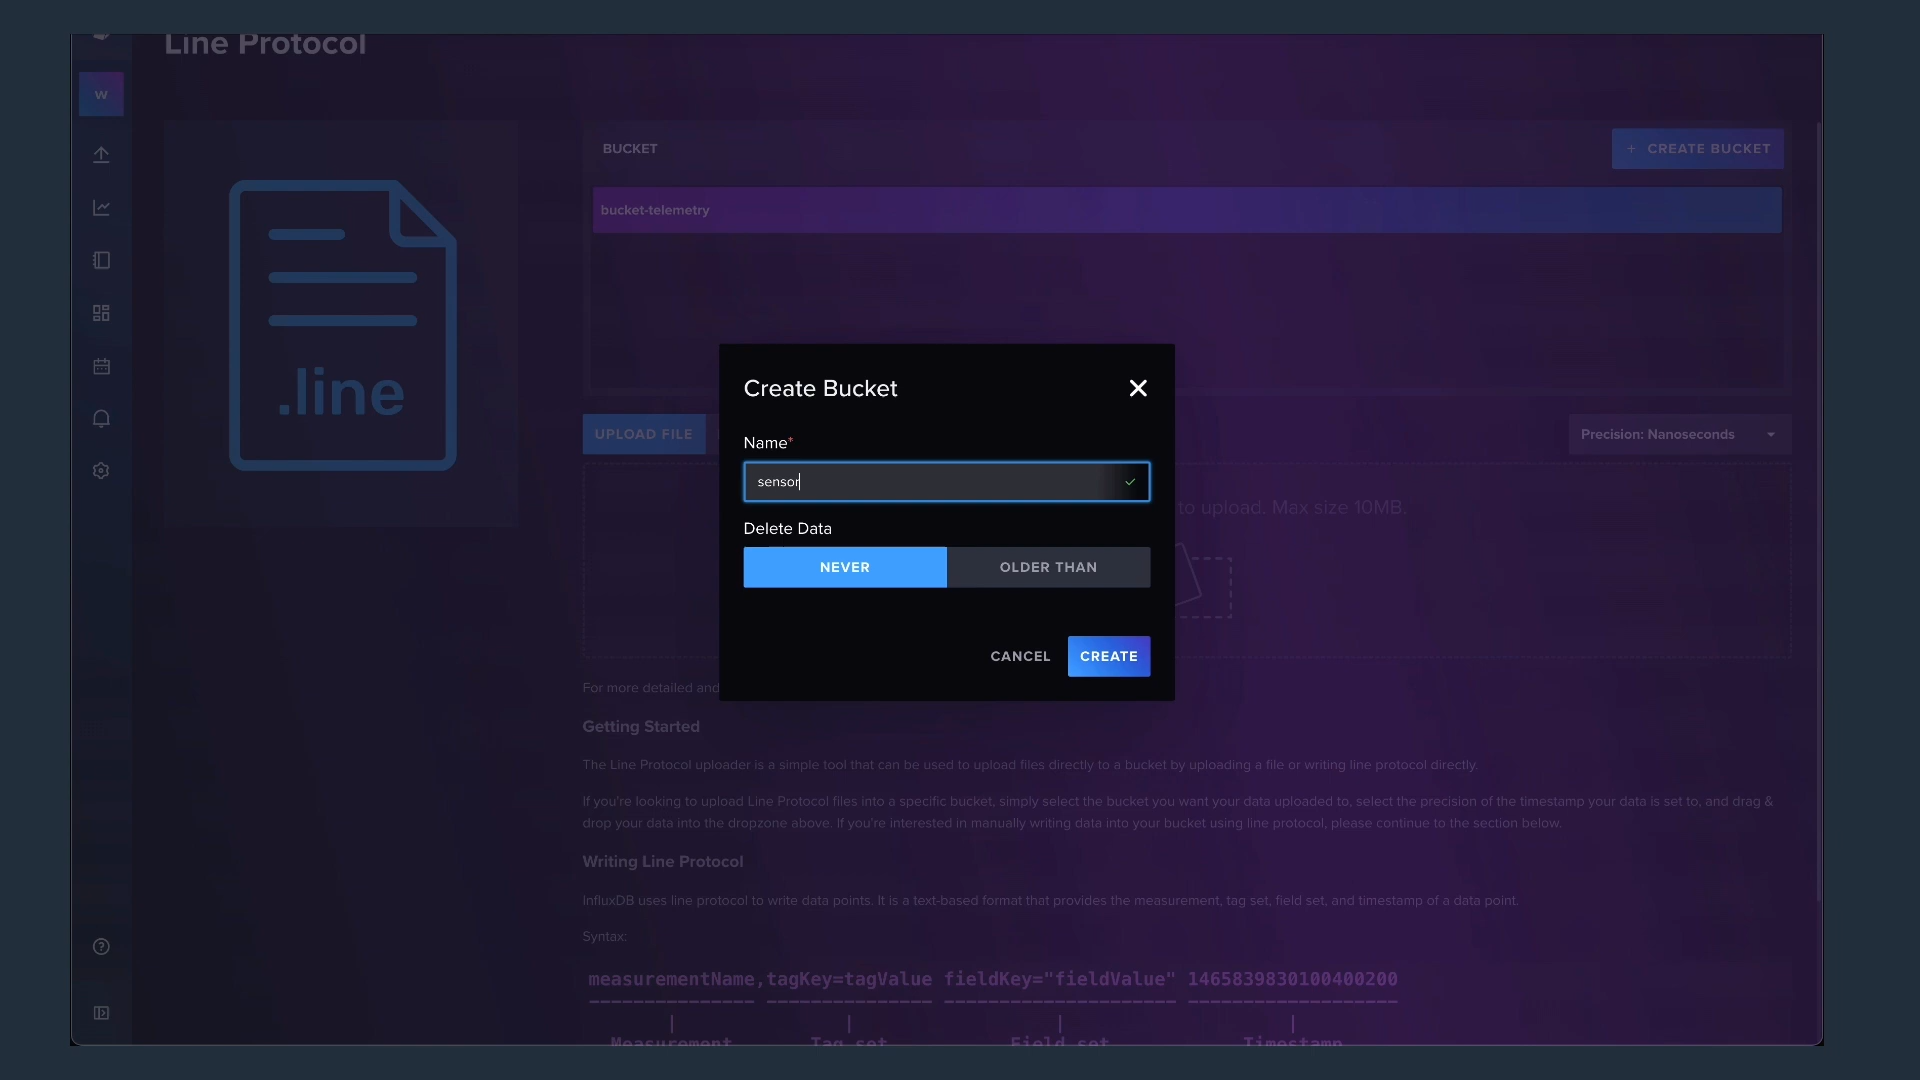 Line Protocol
W
BUCKET
+ CREATE BUCKET
bucket-telemetry
.line
Create Bucket
Name*
sensor
Delete Data
NEVER
OLDER THAN
CANCEL
CREATE
UPLOAD FILE
Precision: Nanoseconds
to upload. Max size 10MB.
For more detailed and
Getting Started
The Line Protocol uploader is a simple tool that can be used to upload files directly to a bucket by uploading a file or writing line protocol directly.
If you're looking to upload Line Protocol files into a specific bucket, simply select the bucket you want your data uploaded to, select the precision of the timestamp your data is set to, and drag &
drop your data into the dropzone above. If you're interested in manually writing data into your bucket using line protocol, please continue to the section below.
Writing Line Protocol
InfluxDB uses line protocol to write data points. It is a text-based format that provides the measurement, tag set, field set, and timestamp of a data point.
Syntax:
measurementName,tagKey=tagValue fieldKey="fieldValue" 1465839830100400200
Measurement Tag set Field set Timestamp